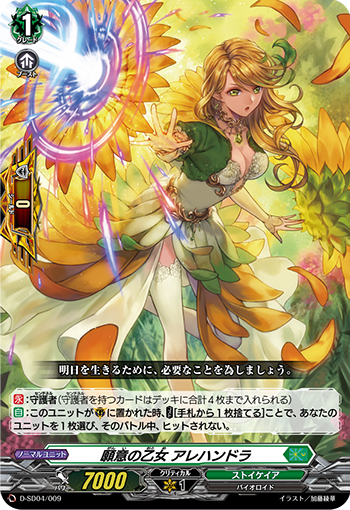 1
グレード
ブースト
シールド
0
明日を生きるために、必要なことを為しましょう。
永:守護者(守護者を持つカードはデッキに合計4枚まで入れられる)
自:このユニットがGに置かれた時、【手札から1枚捨てる】ことで、あなたの
ユニットを1枚選び、そのバトル中、ヒットされない。
ノーマルユニット
願意の乙女 アレハンドラ
パワー 7000 クリティカル 1
ストイケイア
バイオロイド
D-SD04/009
イラスト/加藤綾華